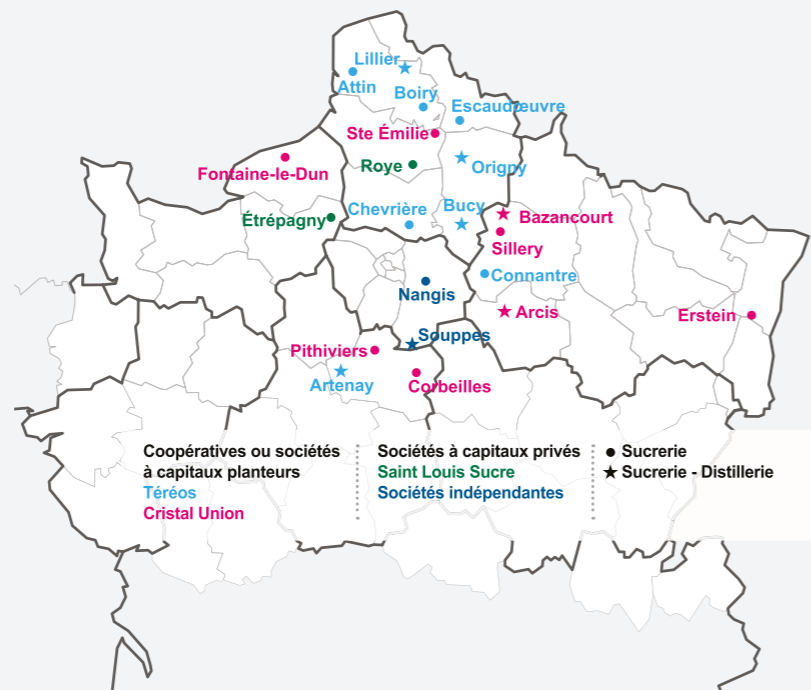 Lillier
Attin
Boiry
Escaudœuvre
Ste Émilie
Roye
Origny
Fontaine-le-Dun
Étrépagny
Chevrière
Bucy
Bazancourt
Sillery
Connantre
Nangis
Arcis
Erstein
Souppes
Pithiviers
Artenay
Corbeilles
Coopératives ou sociétés
à capitaux planteurs
Téréos
Cristal Union
Sociétés à capitaux privés
Saint Louis Sucre
Sociétés indépendantes
Sucrerie
Sucrerie - Distillerie